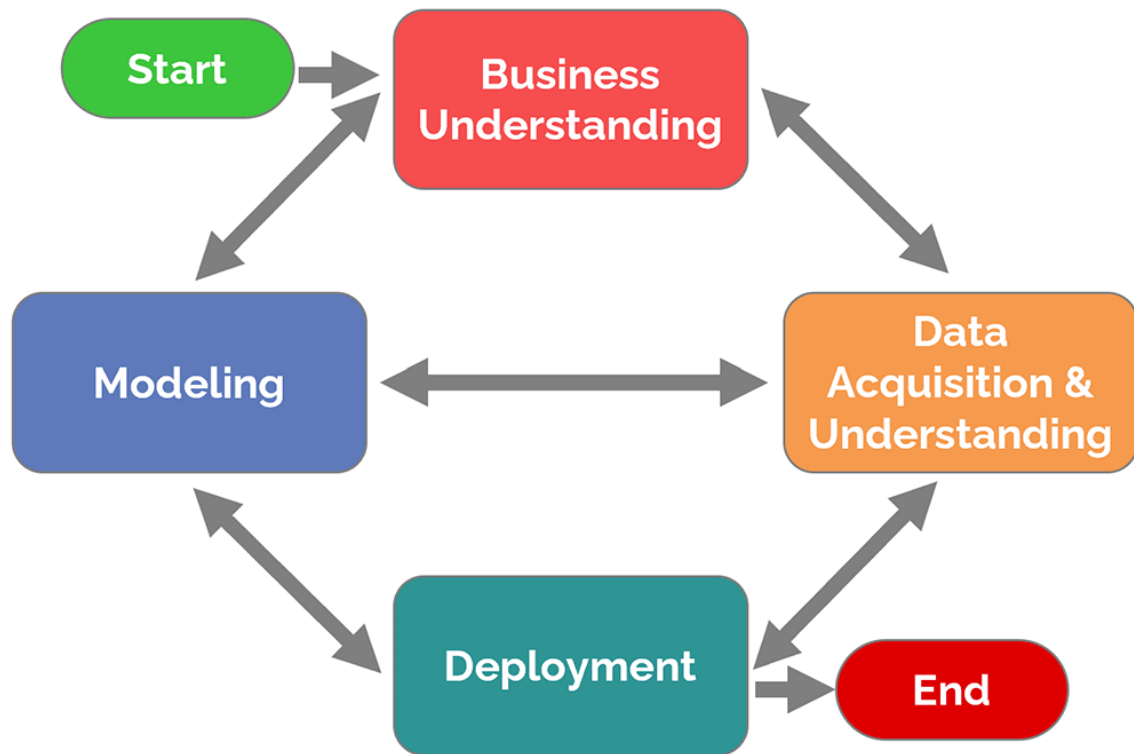 Start
Business
Understanding
Modeling
Data
Acquisition &
Understanding
Deployment
End